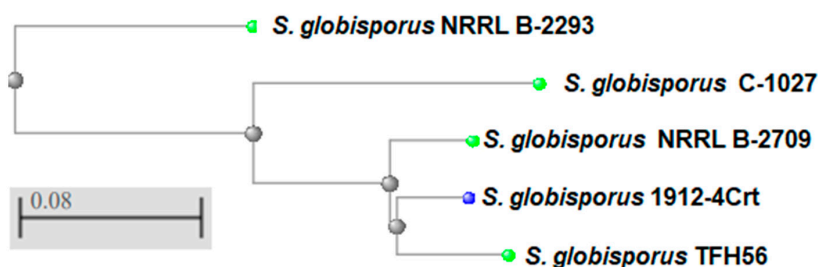 S. globisporus NRRL B-2293
S. globisporus C-1027
S. globisporus NRRL B-2709
S. globisporus 1912-4Crt
0.08
S. globisporus TFH56